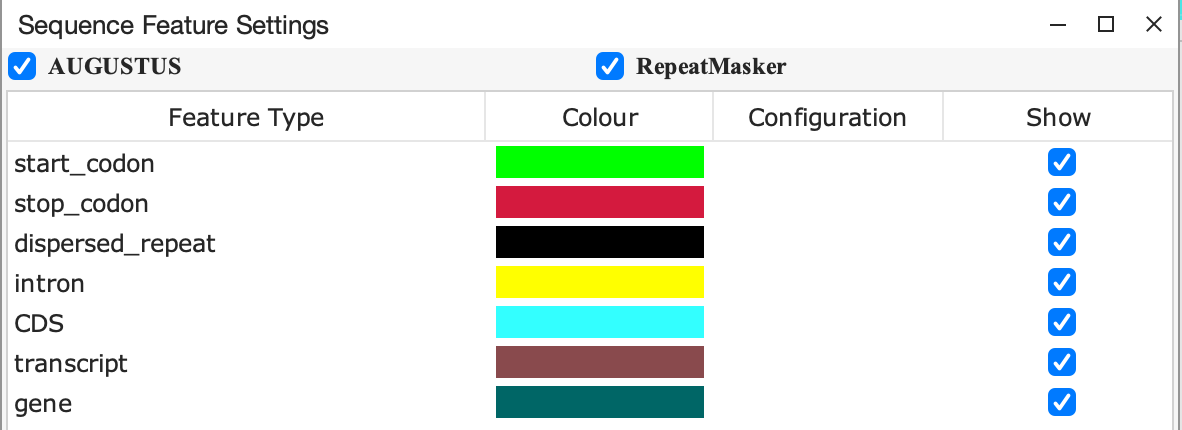 Sequence Feature Settings
AUGUSTUS RepeatMasker
Feature Type Colour Configuration Show
start_codon
stop_codon
dispersed_repeat
intron
CDS
transcript
gene